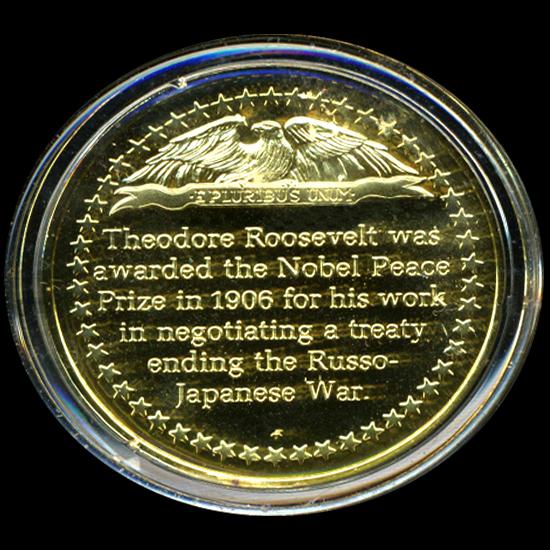 E PLURIBUS UNUM
Theodore Roosevelt was
awarded the Nobel Peace
Prize in 1906 for his work
in negotiating a treaty
ending the Russo-
Japanese War.